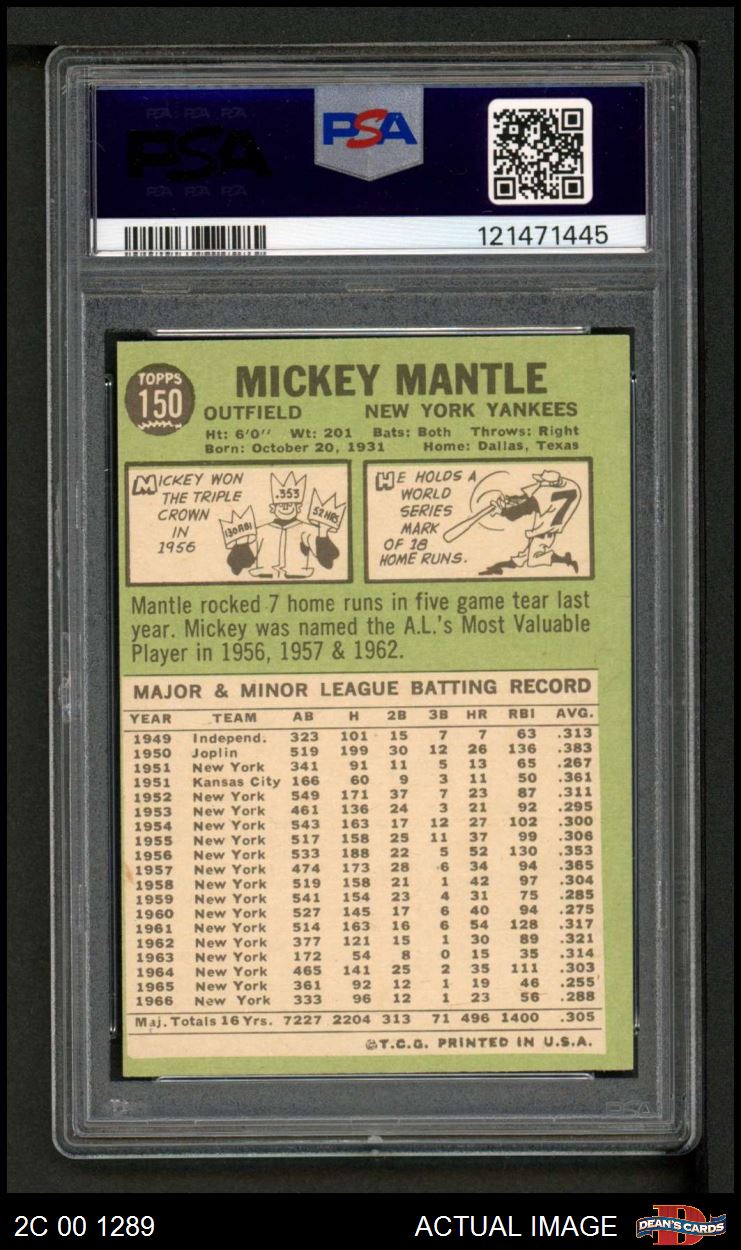 PSA PSA PSA
PSA
PSA PSA PSA
PSA
121471445
TOPPS
150
MICKEY MANTLE
OUTFIELD NEW YORK YANKEES
Ht: 6'0'' Wt: 201 Bats: Both Throws: Right
Born: October 20, 1931 Home: Dallas, Texas
MICKEY WON
THE TRIPLE
CROWN
IN
1956
.353
130 RBI
52 HRS
HE HOLDS A
WORLD
SERIES
MARK
OF 18
HOME RUNS.
7
Mantle rocked 7 home runs in five game tear last
year. Mickey was named the A.L.'s Most Valuable
Player in 1956, 1957 & 1962.
MAJOR & MINOR LEAGUE BATTING RECORD
YEAR TEAM AB H 2B 3B HR RBI AVG.
1949 Independ. 323 101 15 7 7 63 .313
1950 Joplin 519 199 30 12 26 136 .383
1951 New York 341 91 11 5 13 65 .267
1951 Kansas City 166 60 9 3 11 50 .361
1952 New York 549 171 37 7 23 87 .311
1953 New York 461 136 24 3 21 92 .295
1954 New York 543 163 17 12 27 102 .300
1955 New York 517 158 25 11 37 99 .306
1956 New York 533 188 22 5 52 130 .353
1957 New York 474 173 28 6 34 94 .365
1958 New York 519 158 21 1 42 97 .304
1959 New York 541 154 23 4 31 75 .285
1960 New York 527 145 17 6 40 94 .275
1961 New York 514 163 16 6 54 128 .317
1962 New York 377 121 15 1 30 89 .321
1963 New York 172 54 8 0 15 35 .314
1964 New York 465 141 25 2 35 111 .303
1965 New York 361 92 12 1 19 46 .255
1966 New York 333 96 12 1 23 56 .288
Maj. Totals 16 Yrs. 7227 2204 313 71 496 1400 .305
©T.C.G. PRINTED IN U.S.A.
PSA
2C 00 1289 ACTUAL IMAGE
DEAN'S CARDS